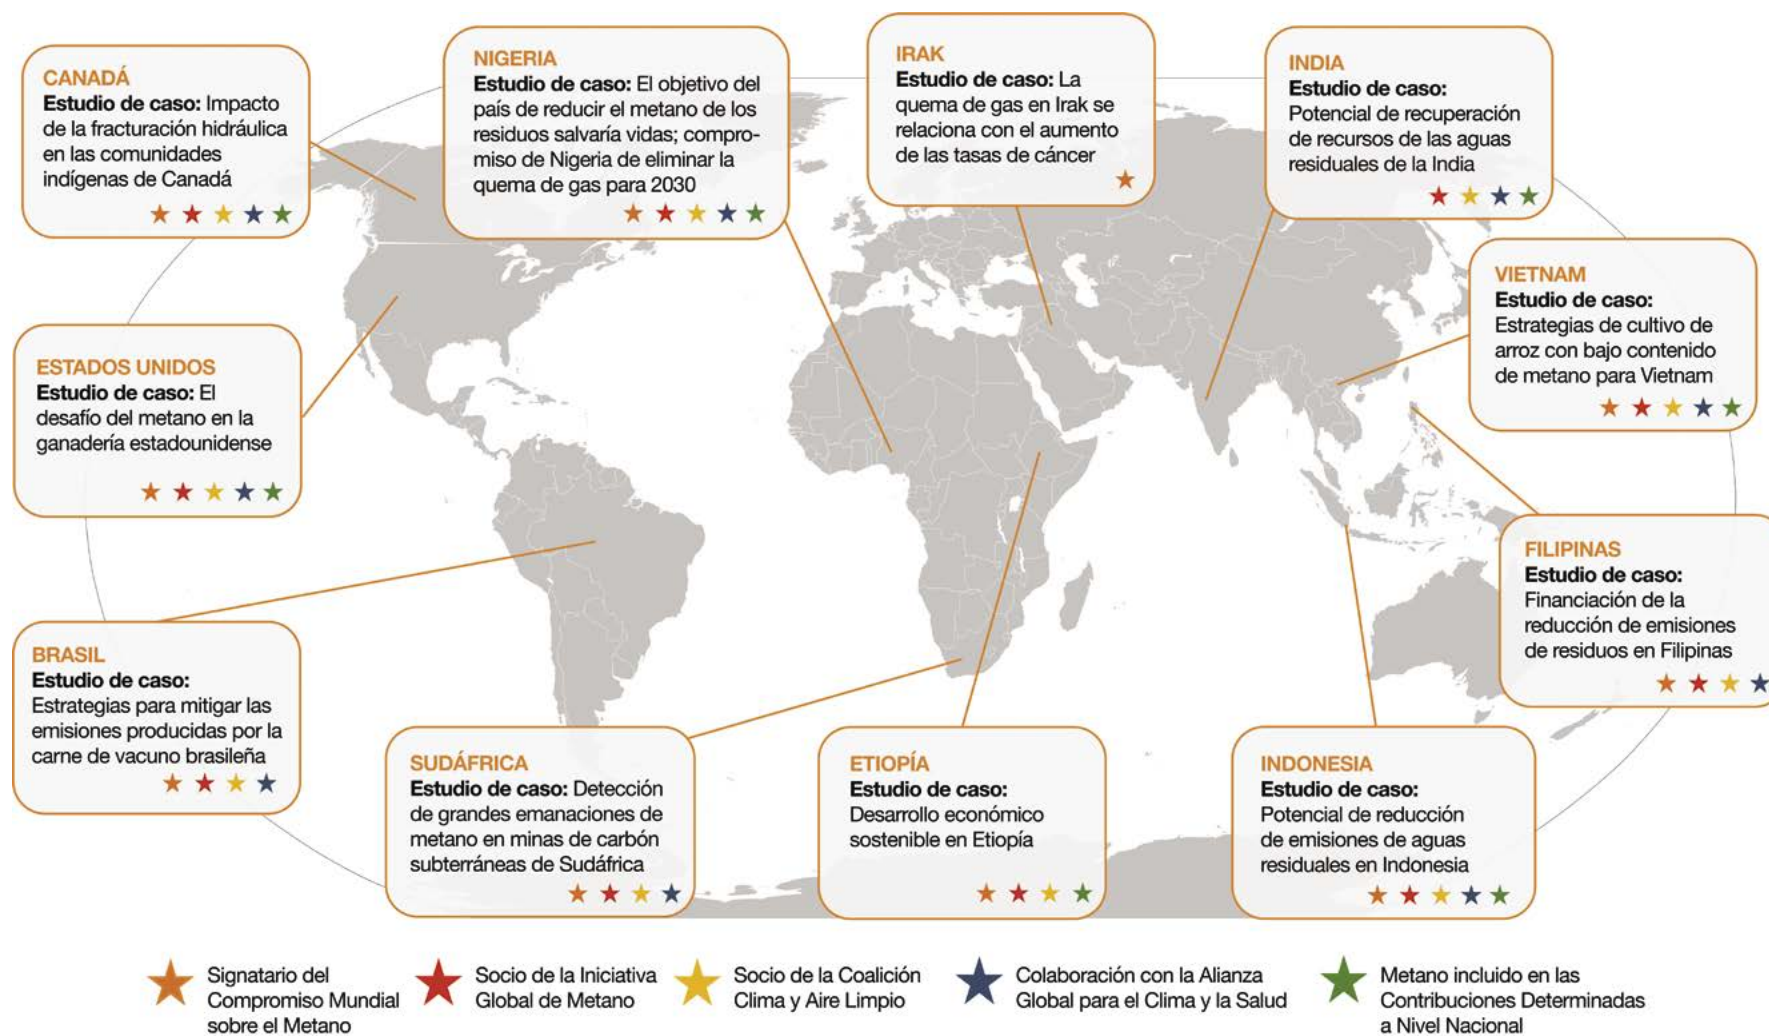 CANADÁ
Estudio de caso: Impacto
de la fracturación hidráulica
en las comunidades
indígenas de Canadá
NIGERIA
Estudio de caso: El objetivo del
país de reducir el metano de los
residuos salvaría vidas; compro-
miso de Nigeria de eliminar la
quema de gas para 2030
IRAK
Estudio de caso: La
quema de gas en Irak se
relaciona con el aumento
de las tasas de cáncer
INDIA
Estudio de caso:
Potencial de recuperación
de recursos de las aguas
residuales de la India
VIETNAM
Estudio de caso:
Estrategias de cultivo de
arroz con bajo contenido
de metano para Vietnam
ESTADOS UNIDOS
Estudio de caso: El
desafío del metano en la
ganadería estadounidense
FILIPINAS
Estudio de caso:
Financiación de la
reducción de emisiones
de residuos en Filipinas
BRASIL
Estudio de caso:
Estrategias para mitigar las
emisiones producidas por la
carne de vacuno brasileña
SUDÁFRICA
Estudio de caso: Detección
de grandes emanaciones de
metano en minas de carbón
subterráneas de Sudáfrica
ETIOPÍA
Estudio de caso:
Desarrollo económico
sostenible en Etiopía
INDONESIA
Estudio de caso:
Potencial de reducción
de emisiones de aguas
residuales en Indonesia
Signatario del
Compromiso Mundial
sobre el Metano
Socio de la Iniciativa
Global de Metano
Socio de la Coalición
Clima y Aire Limpio
Colaboración con la Alianza
Global para el Clima y la Salud
Metano incluido en las
Contribuciones Determinadas
a Nivel Nacional